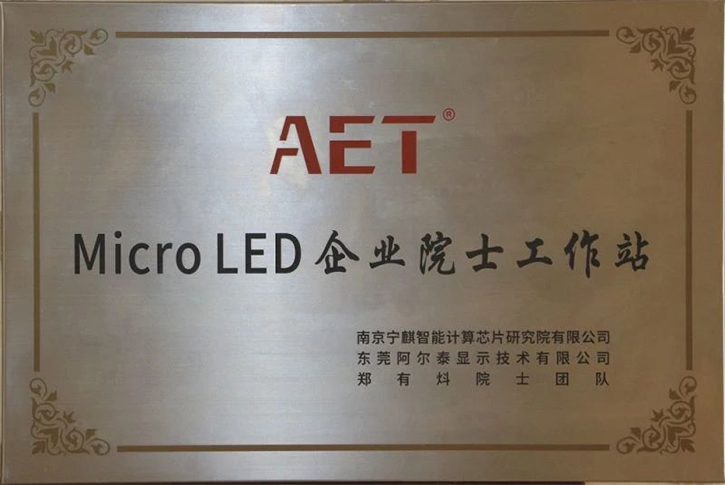 AET®
Micro LED 企业院士工作站
南京宁麒智能计算芯片研究院有限公司
东莞阿尔泰显示技术有限公司
郑有炓院士团队